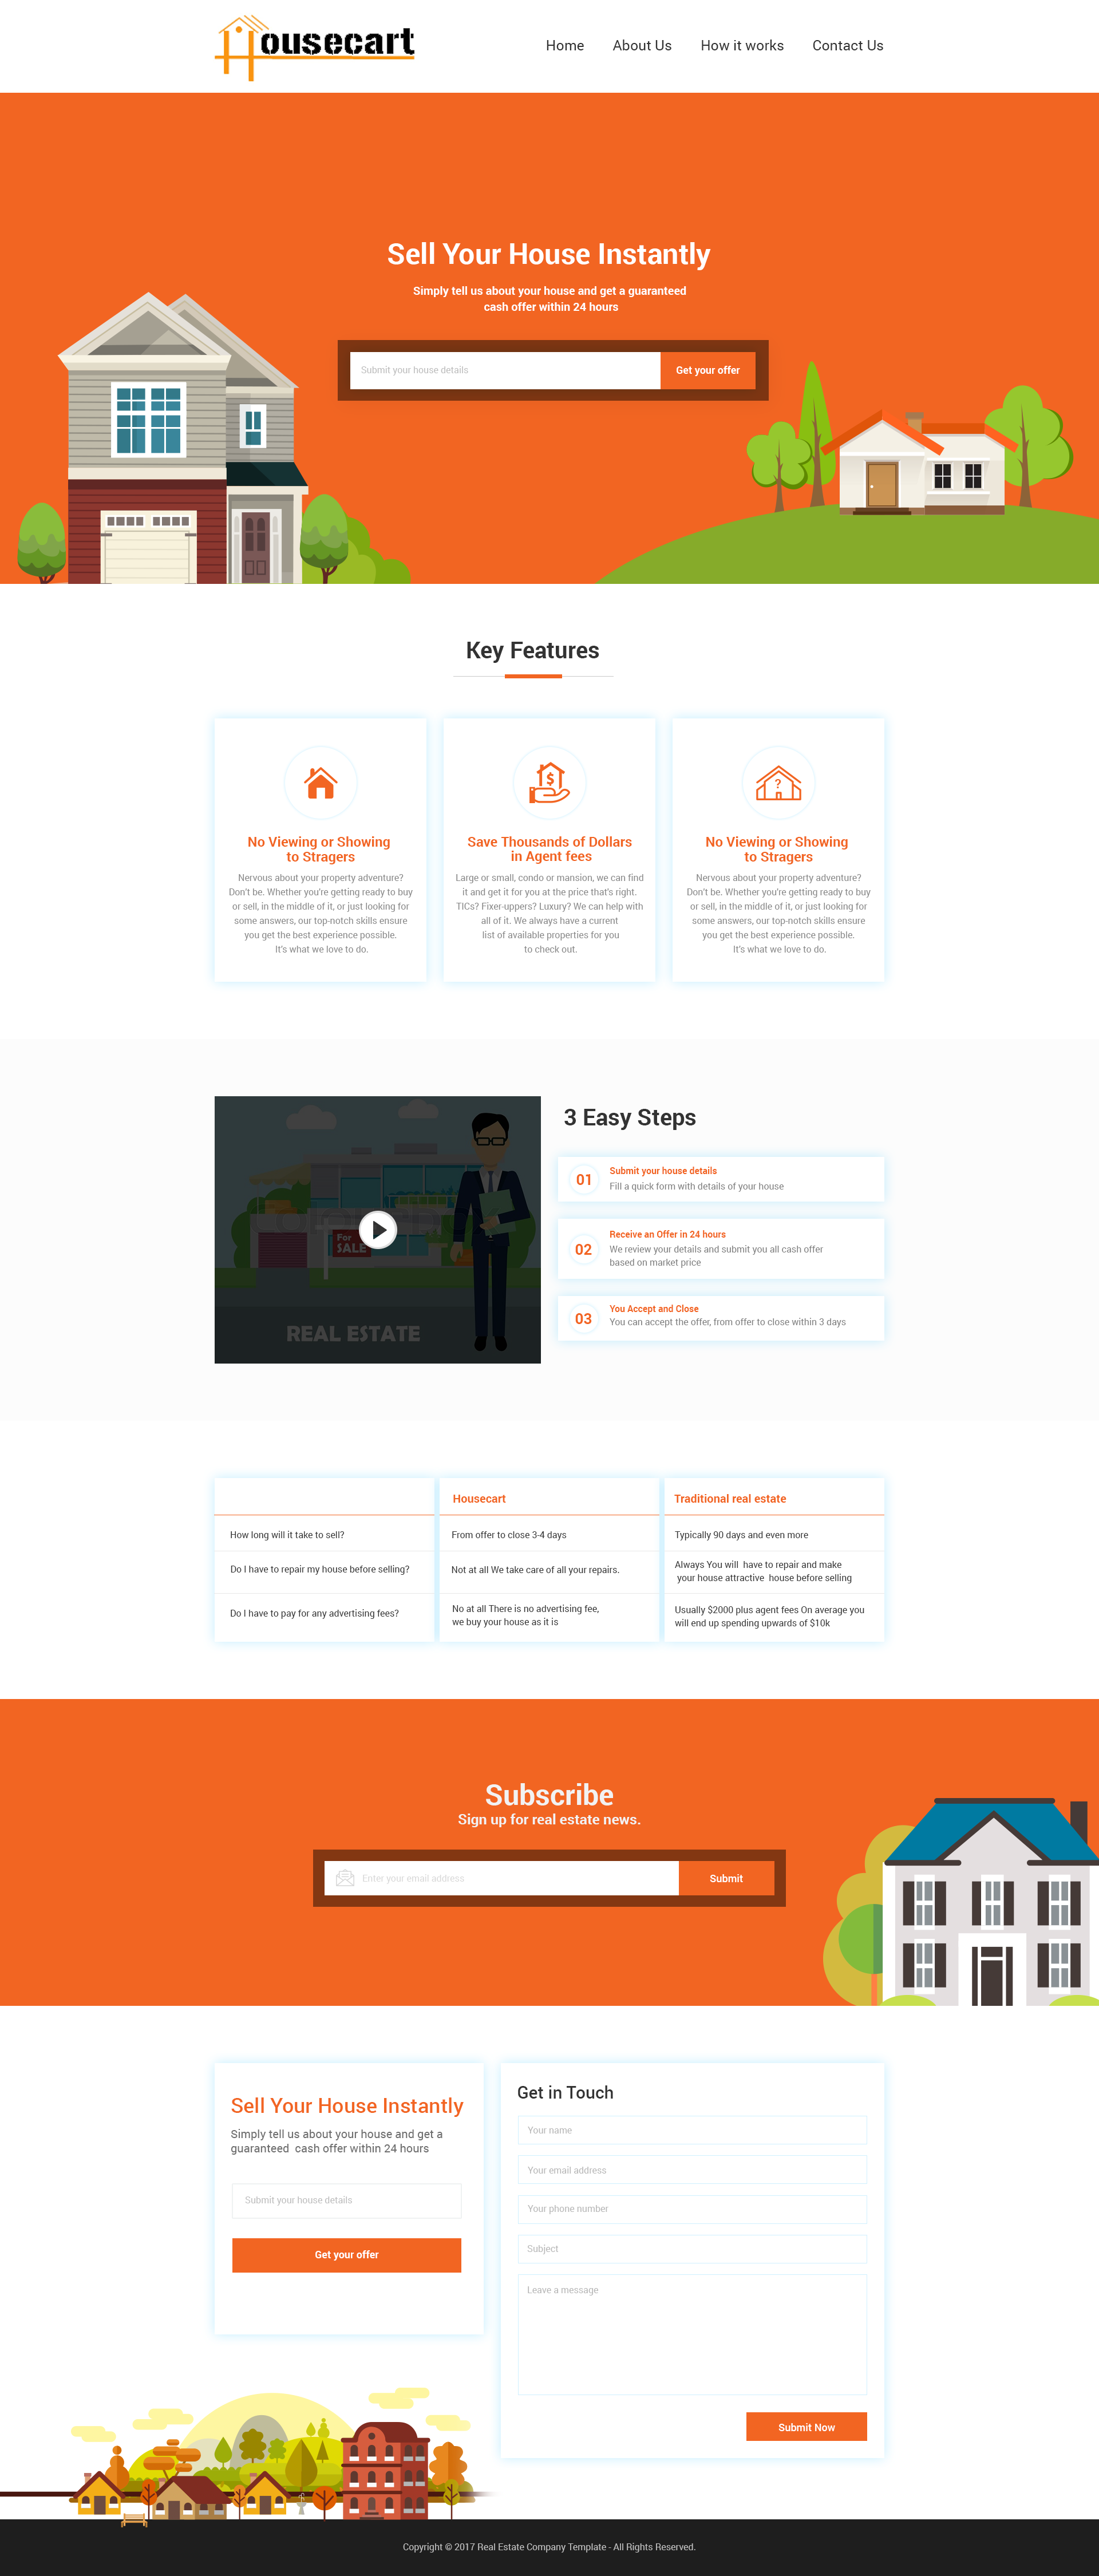 Housecart
Home About Us How it works Contact Us
Sell Your House Instantly
Simply tell us about your house and get a guaranteed
cash offer within 24 hours
Submit your house details
Get your offer
Key Features
No Viewing or Showing
to Stragers
Nervous about your property adventure?
Don't be. Whether you're getting ready to buy
or sell, in the middle of it, or just looking for
some answers, our top-notch skills ensure
you get the best experience possible.
It's what we love to do.
Save Thousands of Dollars
in Agent fees
Large or small, condo or mansion, we can find
it and get it for you at the price that's right.
TICs? Fixer-uppers? Luxury? We can help with
all of it. We always have a current
list of available properties for you
to check out.
No Viewing or Showing
to Stragers
Nervous about your property adventure?
Don't be. Whether you're getting ready to buy
or sell, in the middle of it, or just looking for
some answers, our top-notch skills ensure
you get the best experience possible.
It's what we love to do.
For
SALE
REAL ESTATE
3 Easy Steps
01
Submit your house details
Fill a quick form with details of your house
02
Receive an Offer in 24 hours
We review your details and submit you all cash offer
based on market price
03
You Accept and Close
You can accept the offer, from offer to close within 3 days
Housecart
Traditional real estate
How long will it take to sell?
From offer to close 3-4 days
Typically 90 days and even more
Do I have to repair my house before selling?
Not at all We take care of all your repairs.
Always You will have to repair and make
your house attractive house before selling
Do I have to pay for any advertising fees?
No at all There is no advertising fee,
we buy your house as it is
Usually $2000 plus agent fees On average you
will end up spending upwards of $10k
Subscribe
Sign up for real estate news.
Enter your email address
Submit
Sell Your House Instantly
Simply tell us about your house and get a
guaranteed cash offer within 24 hours
Submit your house details
Get your offer
Get in Touch
Your name
Your email address
Your phone number
Subject
Leave a message
Submit Now
Copyright © 2017 Real Estate Company Template - All Rights Reserved.